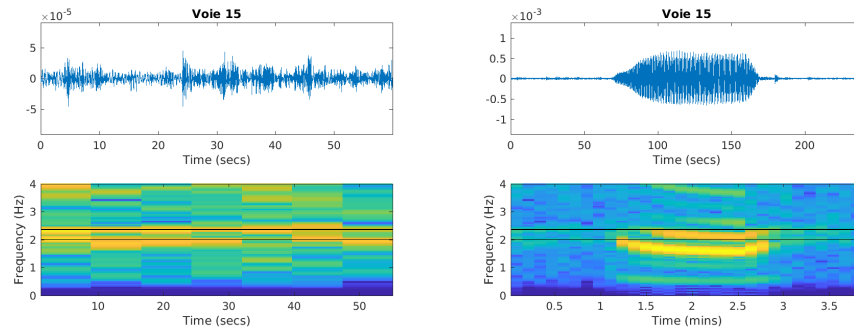 Voie 15
×10-5
5
0
-5
0 10 20 30 40 50
Time (secs)
Frequency (Hz)
4
3
2
1
0
10 20 30 40 50
Time (secs)
Voie 15
×10-3
1
0.5
0
-0.5
-1
0 50 100 150 200
Time (secs)
Frequency (Hz)
4
3
2
1
0
0.5 1 1.5 2 2.5 3 3.5
Time (mins)